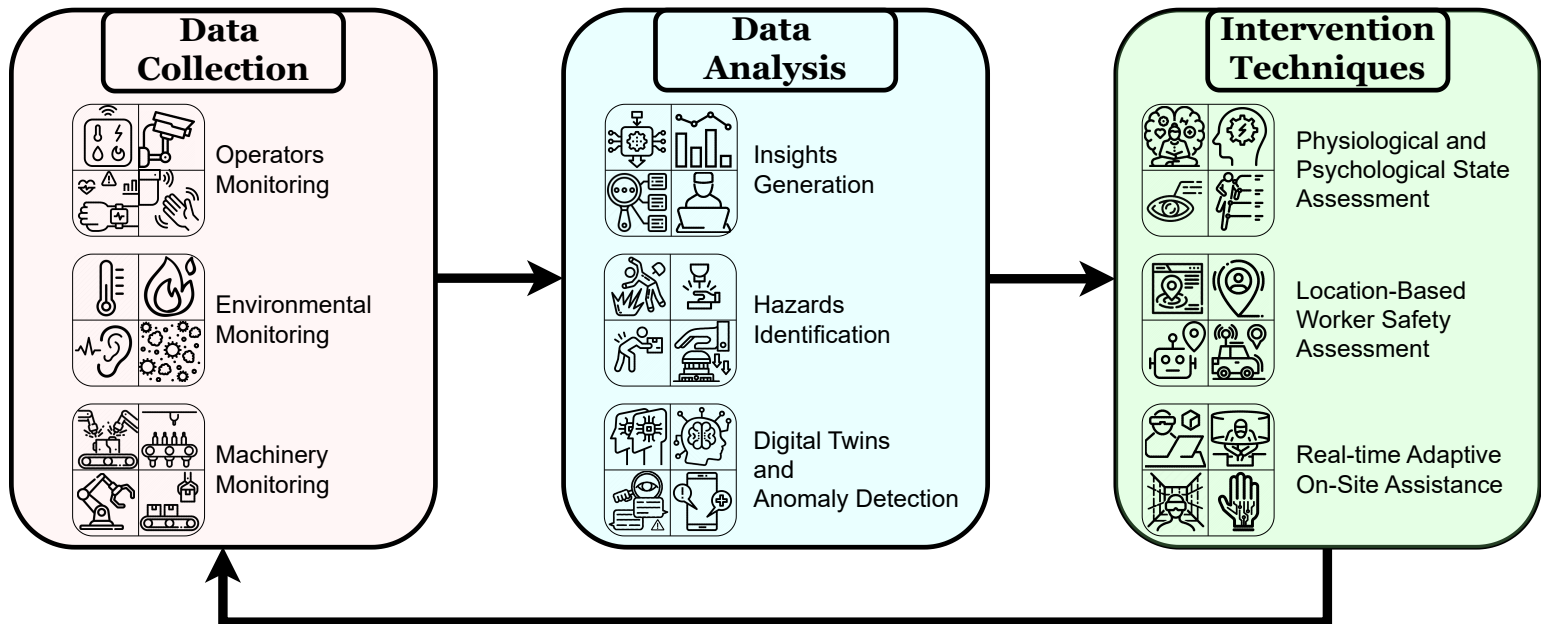 Data
Collection
Operators
Monitoring
Environmental
Monitoring
Machinery
Monitoring
Data
Analysis
Insights
Generation
Hazards
Identification
Digital Twins
and
Anomaly Detection
Intervention
Techniques
Physiological and
Psychological State
Assessment
Location-Based
Worker Safety
Assessment
Real-time Adaptive
On-Site Assistance